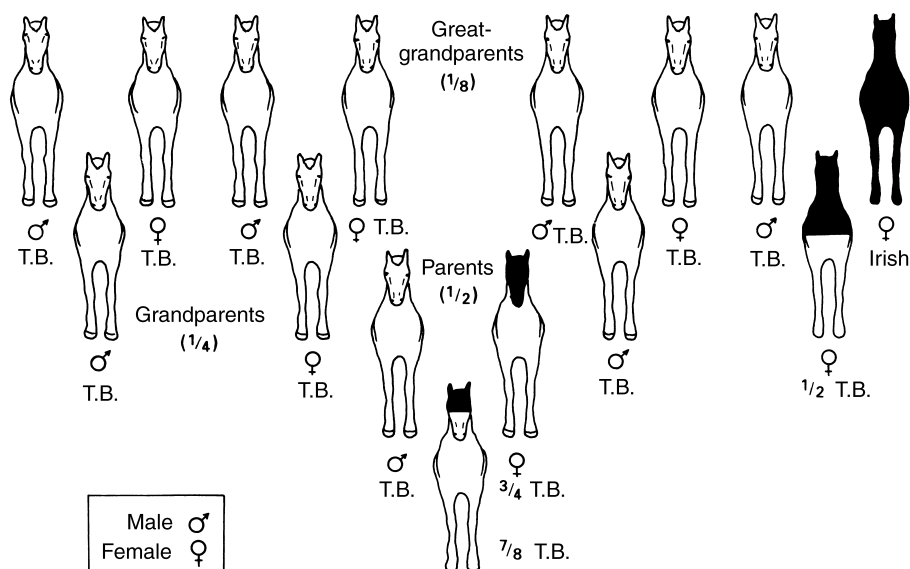 Great-
grandparents
(1/8)
♂ T.B.
♀ T.B.
♂ T.B.
♀ T.B.
♂ T.B.
♀ T.B.
♂ T.B.
♀ Irish
Grandparents
(1/4)
♂ T.B.
♀ T.B.
♂ T.B.
♀ 1/2 T.B.
Parents
(1/2)
♂ T.B.
♀ 3/4 T.B.
7/8 T.B.
Male ♂
Female ♀